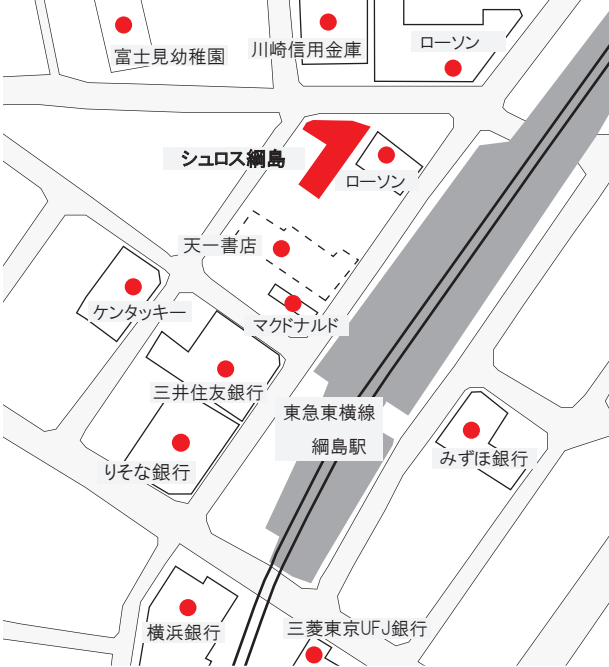 富士見幼稚園
川崎信用金庫
ローソン
シュロス綱島
ローソン
天一書店
ケンタッキー
マクドナルド
三井住友銀行
東急東横線
綱島駅
りそな銀行
みずほ銀行
横浜銀行
三菱東京UFJ銀行